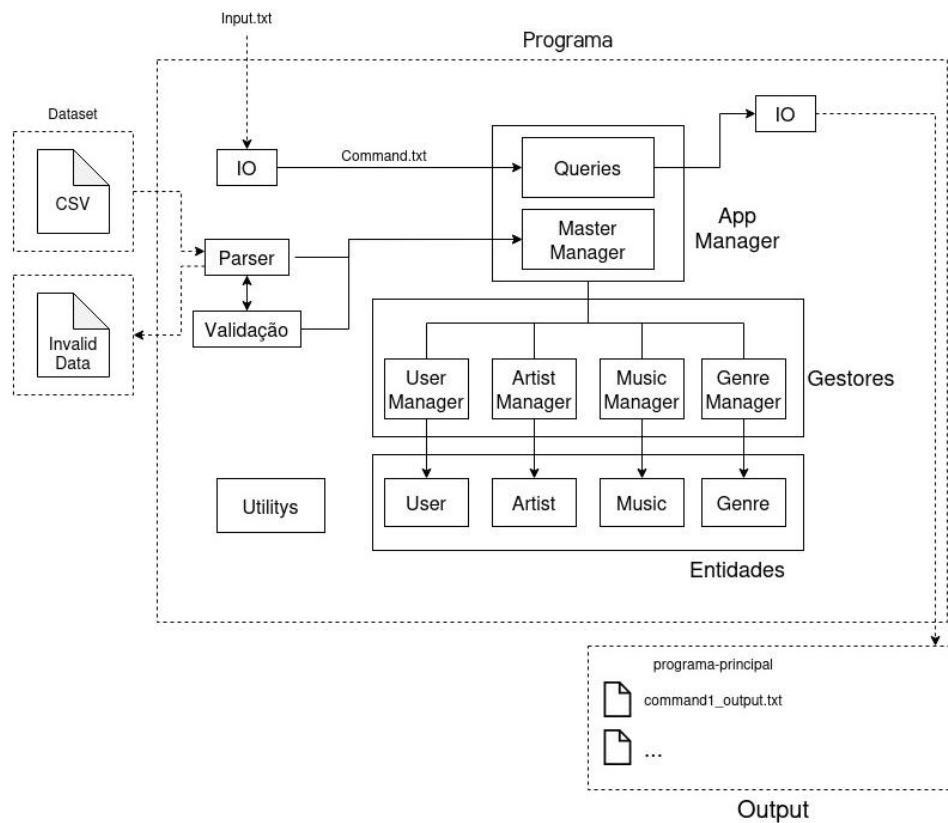 Input.txt
Programa
Dataset
CSV
IO
Command.txt
Queries
IO
App
Manager
Master
Manager
Parser
Validação
Invalid
Data
User
Manager
Artist
Manager
Music
Manager
Genre
Manager
Gestores
Utilitys
User
Artist
Music
Genre
Entidades
programa-principal
command1_output.txt
...
Output